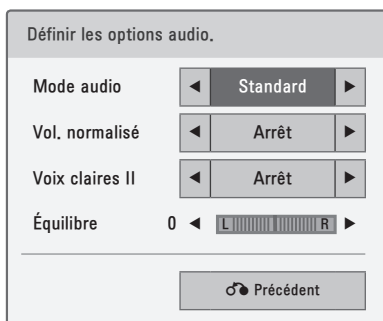 Définir les options audio.
Mode audio ◄ Standard ►
Vol. normalisé ◄ Arrêt ►
Voix claires II ◄ Arrêt ►
Équilibre 0 ◄ L R ►
Précédent